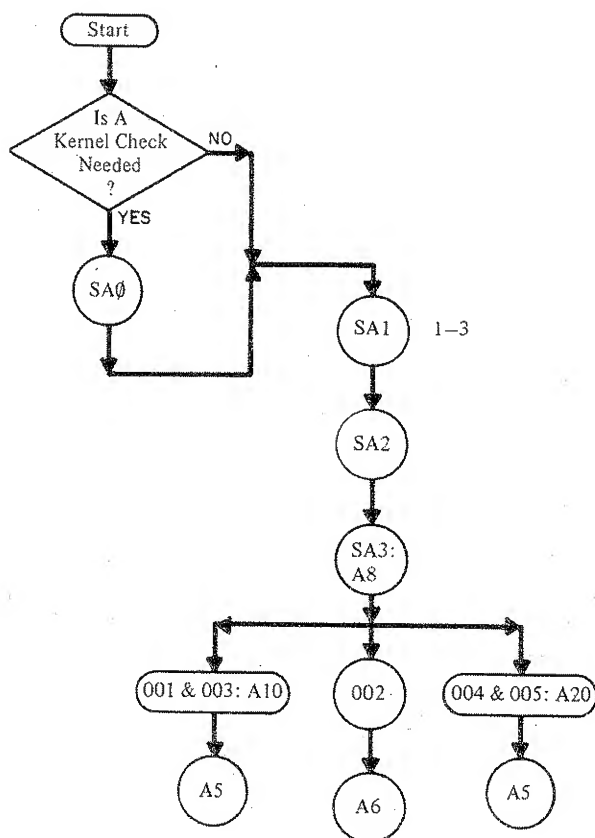 Start
Is A
Kernel Check
Needed
?
NO
YES
SAØ
SA1 1–3
SA2
SA3:
A8
001 & 003: A10
002
004 & 005: A20
A5
A6
A5